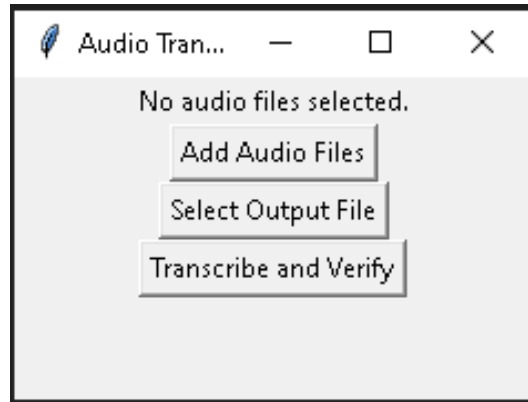 Audio Tran...
No audio files selected.
Add Audio Files
Select Output File
Transcribe and Verify